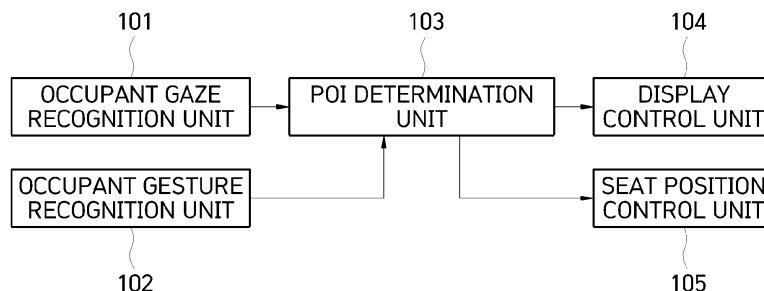 101
103
104
OCCUPANT GAZE
RECOGNITION UNIT
POI DETERMINATION
UNIT
DISPLAY
CONTROL UNIT
OCCUPANT GESTURE
RECOGNITION UNIT
SEAT POSITION
CONTROL UNIT
102
105